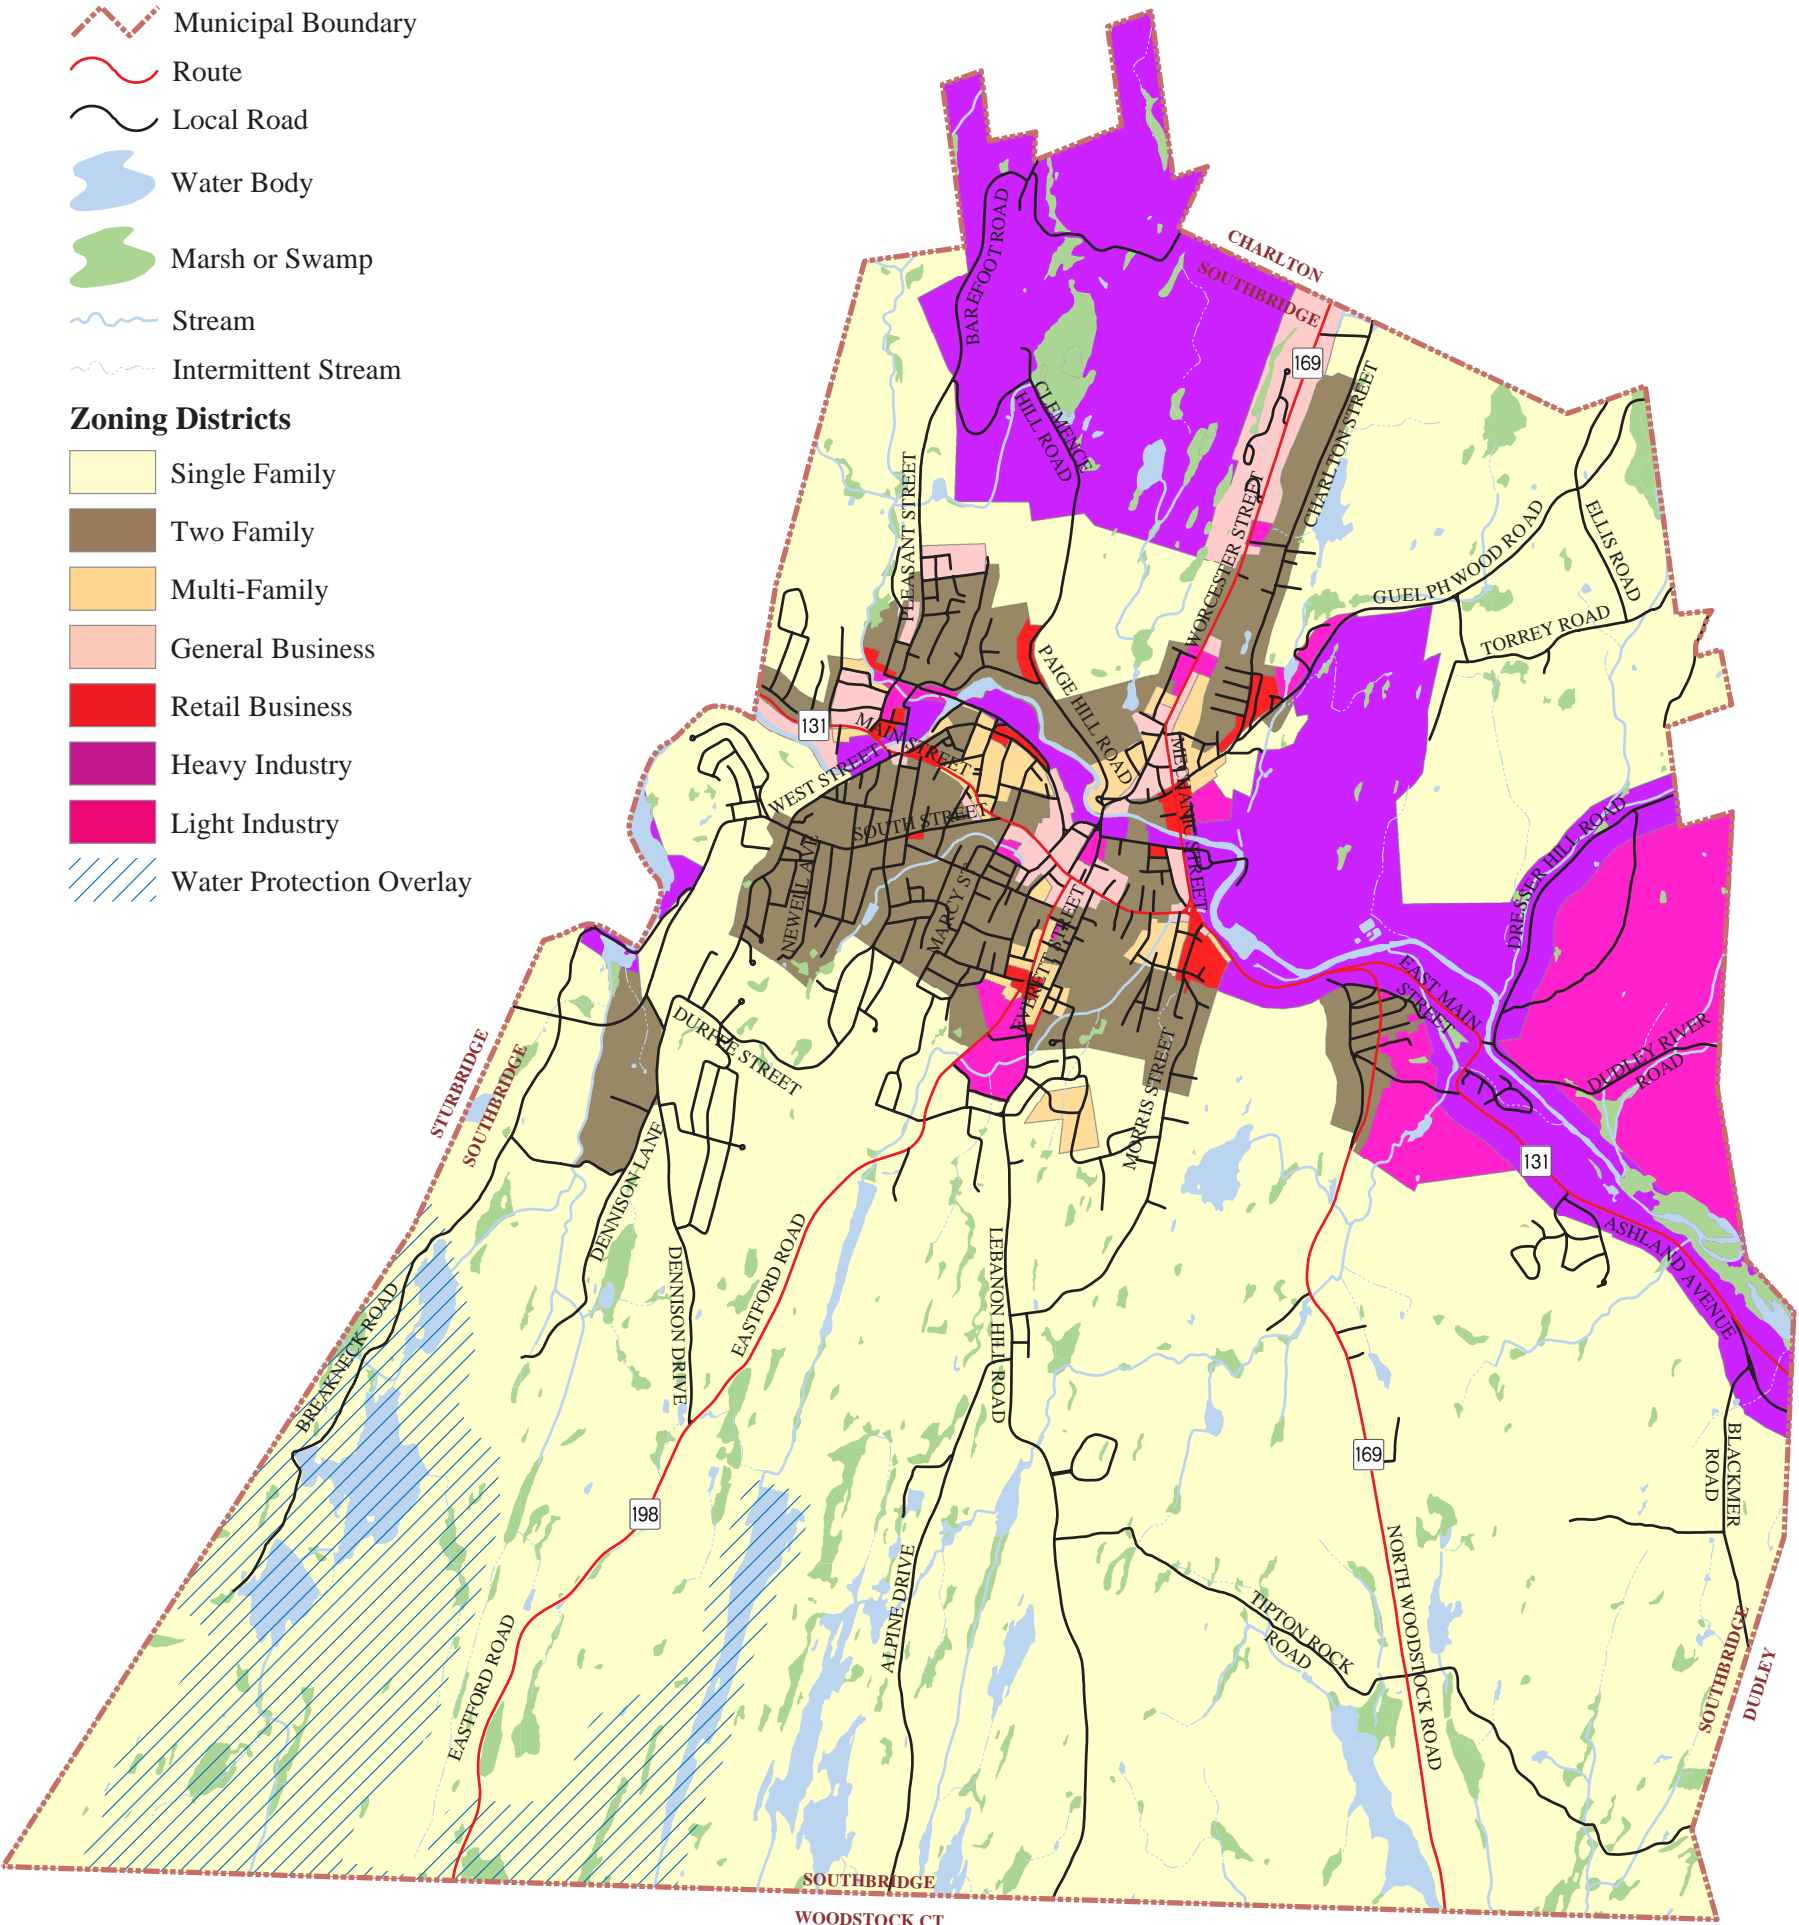 Municipal Boundary
Route
Local Road
Water Body
Marsh or Swamp
Stream
Intermittent Stream
Zoning Districts
Single Family
Two Family
Multi-Family
General Business
Retail Business
Heavy Industry
Light Industry
Water Protection Overlay
CHARLTON
SOUTHBRIDGE
BAREFOOT ROAD
169
CLEMENCE
HILL ROAD
CHARLTON STREET
PLEASANT STREET
WORCESTER STREET
GUELPH WOOD ROAD
ELLIS ROAD
TORREY ROAD
PAIGE HILL ROAD
131
MAIN STREET
WEST STREET
MECHANIC STREET
SOUTH STREET
DRESSER HILL ROAD
NEWELL AVE
MARCY ST
EVERETT STREET
EAST MAIN
STREET
DUDLEY RIVER
ROAD
STURBRIDGE
SOUTHBRIDGE
DURFEE STREET
MORRIS STREET
131
DENNISON LANE
ASHLAND AVENUE
DENNISON DRIVE
EASTFORD ROAD
LEBANON HILL ROAD
BREAKNECK ROAD
169
BLACKMER
ROAD
198
NORTH WOODSTOCK ROAD
ALPINE DRIVE
TIPTON ROCK
ROAD
EASTFORD ROAD
SOUTHBRIDGE
DUDLEY
SOUTHBRIDGE
WOODSTOCK CT